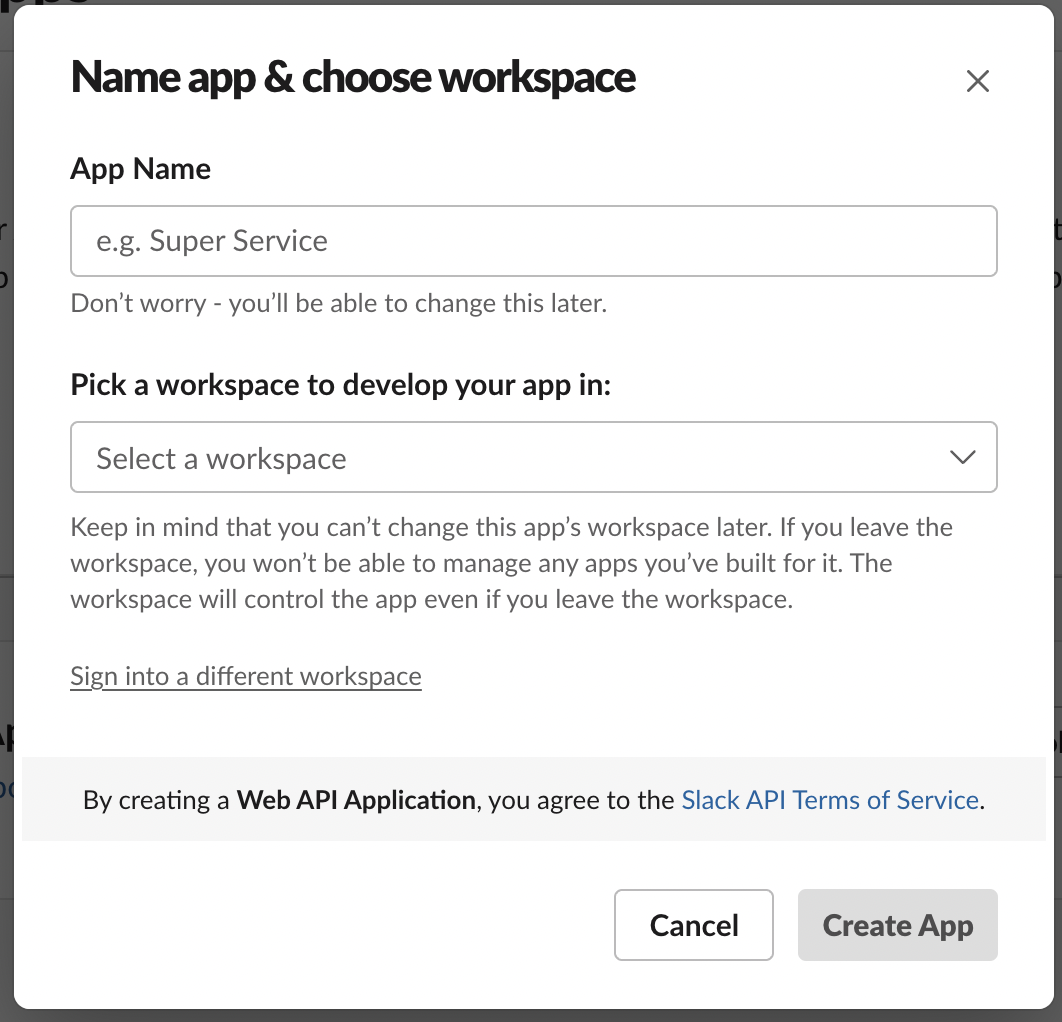 Name app & choose workspace
App Name
e.g. Super Service
Don’t worry - you’ll be able to change this later.
Pick a workspace to develop your app in:
Select a workspace
Keep in mind that you can’t change this app’s workspace later. If you leave the
workspace, you won’t be able to manage any apps you’ve built for it. The
workspace will control the app even if you leave the workspace.
Sign into a different workspace
By creating a Web API Application, you agree to the Slack API Terms of Service.
Cancel
Create App